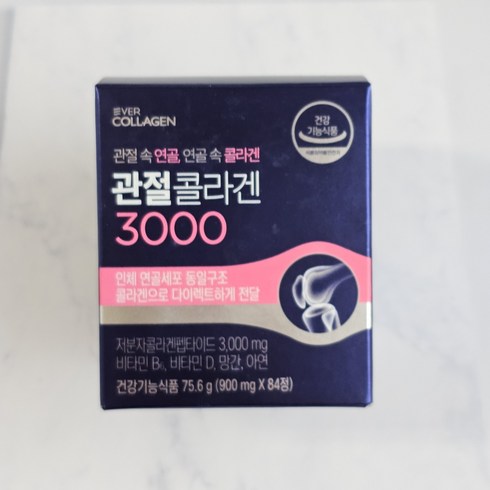 EVER
COLLAGEN
건강
기능식품
관절 속 연골, 연골 속 콜라겐
관절콜라겐
3000
인체 연골세포 동일구조
콜라겐으로 다이렉트하게 전달
저분자콜라겐펩타이드 3,000 mg
비타민 B₆, 비타민 D, 망간, 아연
건강기능식품 75.6 g (900 mg X 84정)